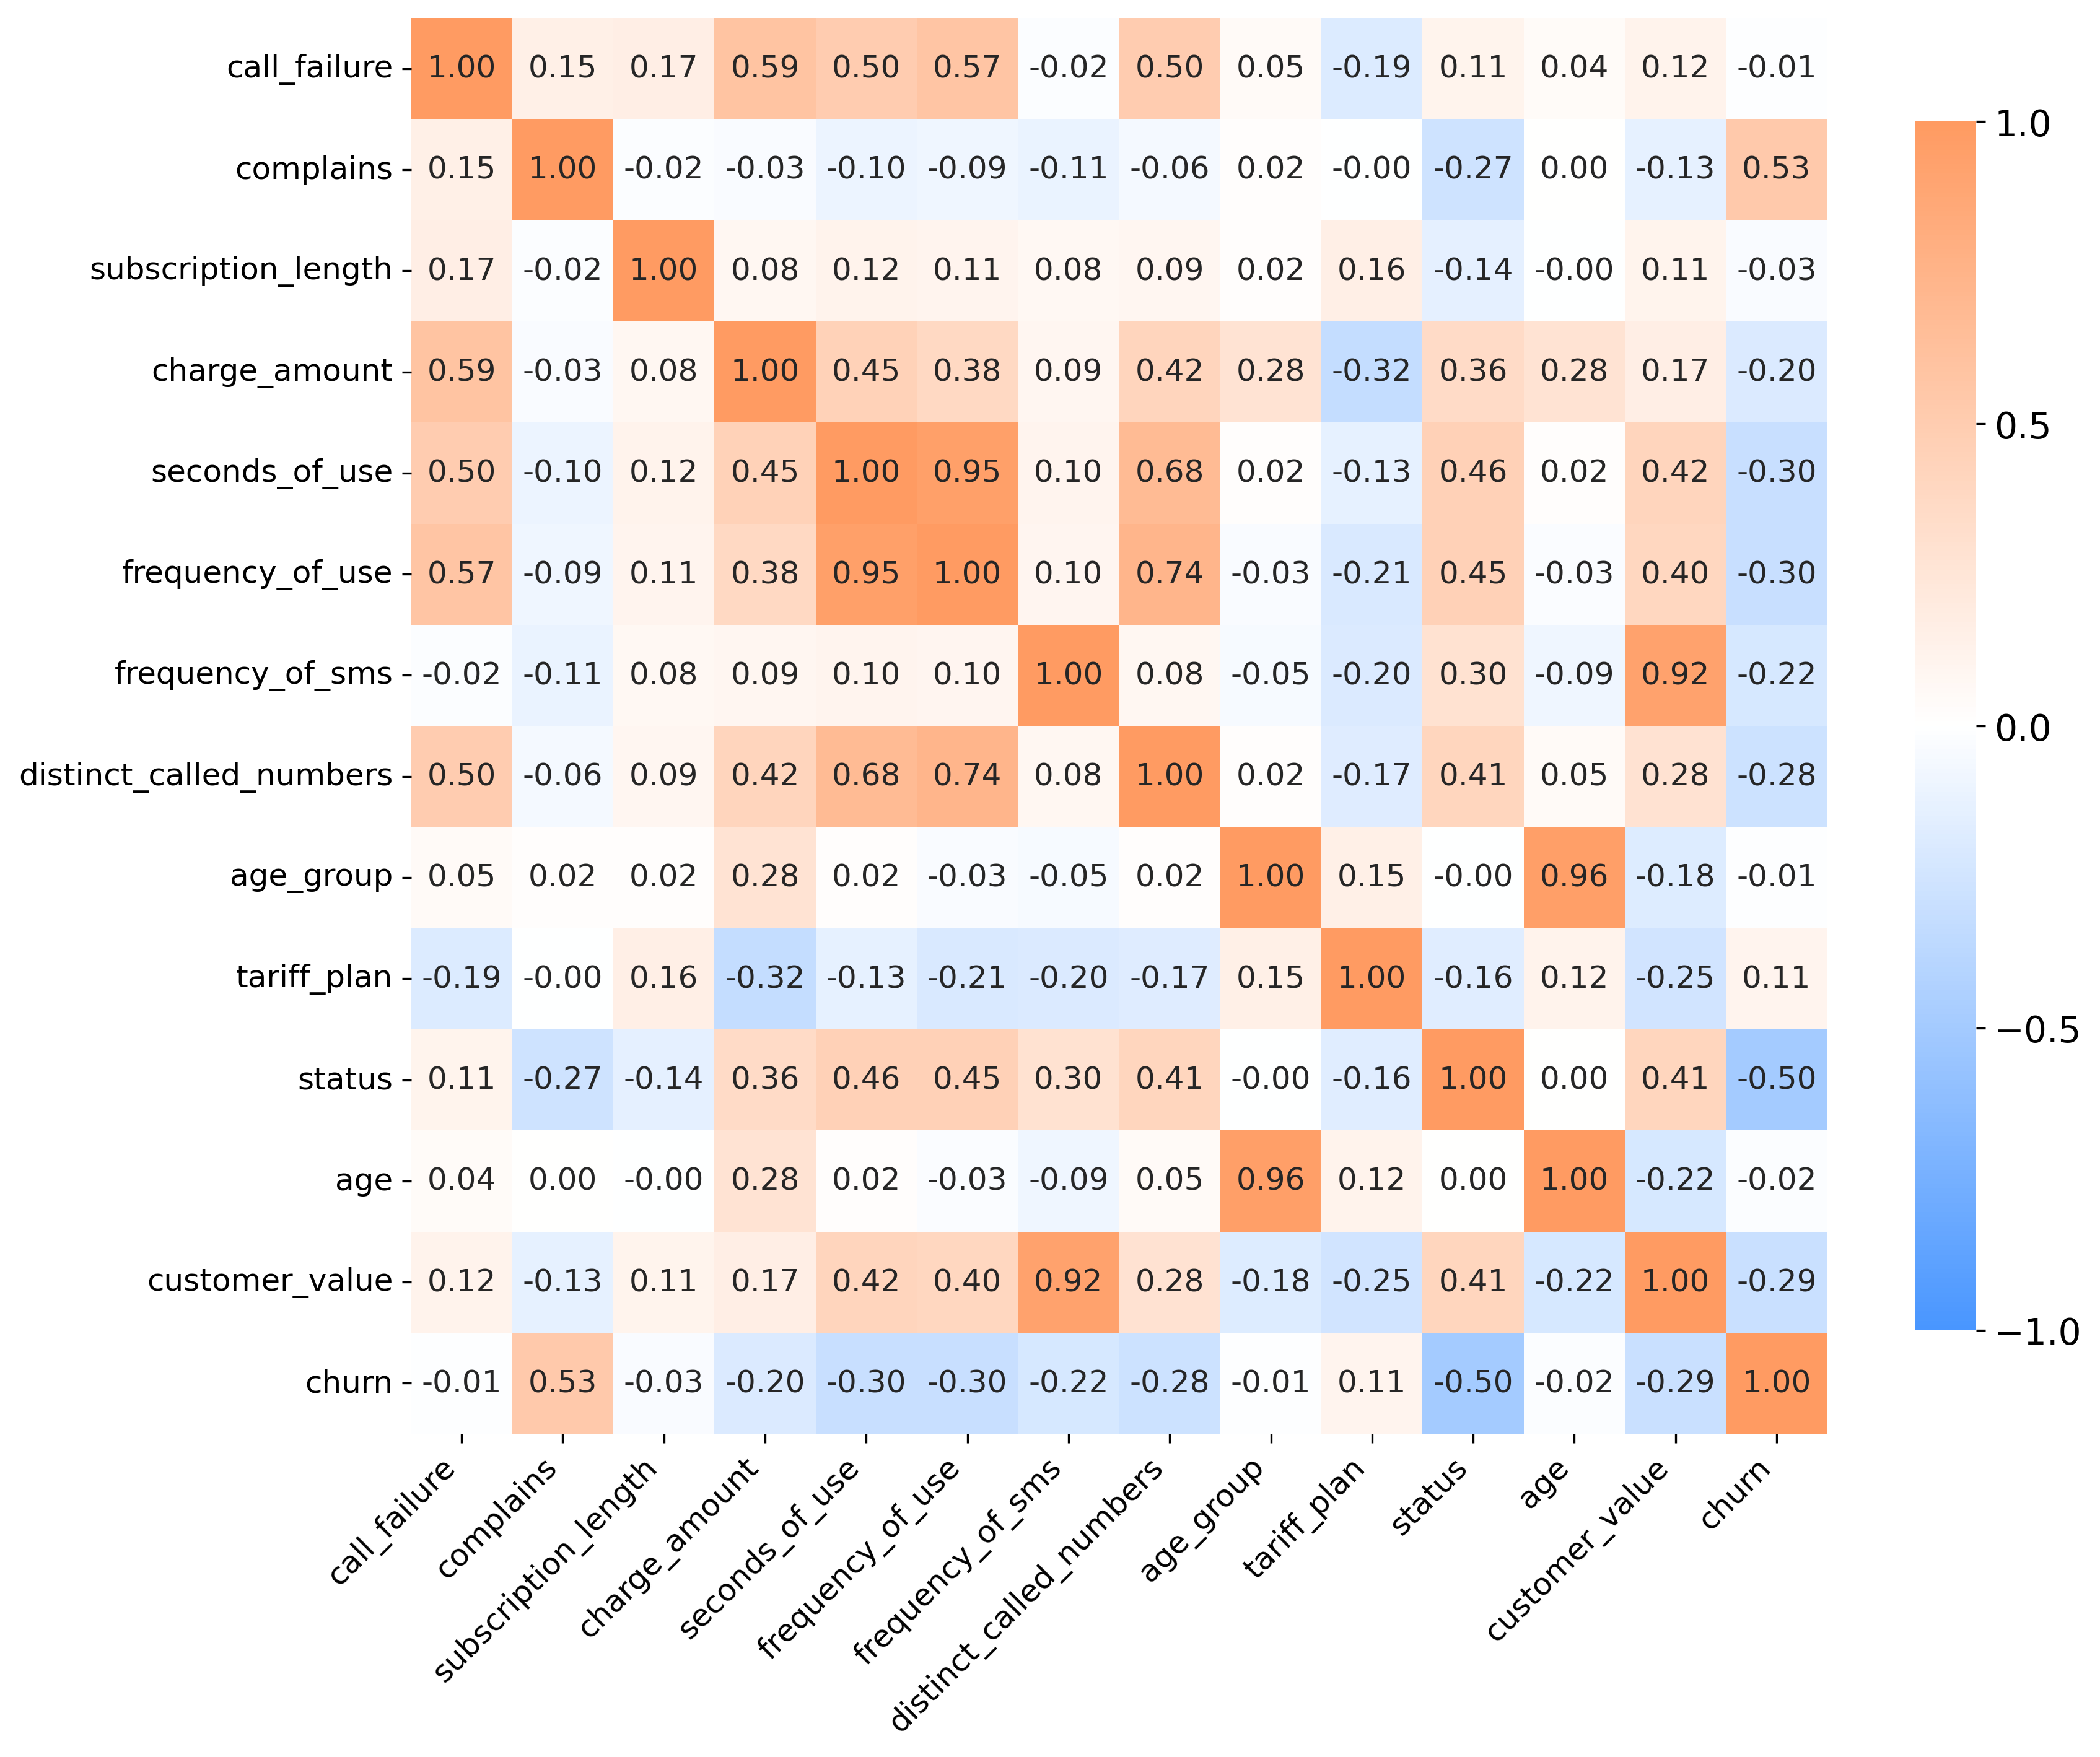 call_failure 1.00 0.15 0.17 0.59 0.50 0.57 -0.02 0.50 0.05 -0.19 0.11 0.04 0.12 -0.01
complains 0.15 1.00 -0.02 -0.03 -0.10 -0.09 -0.11 -0.06 0.02 -0.00 -0.27 0.00 -0.13 0.53
subscription_length 0.17 -0.02 1.00 0.08 0.12 0.11 0.08 0.09 0.02 0.16 -0.14 -0.00 0.11 -0.03
charge_amount 0.59 -0.03 0.08 1.00 0.45 0.38 0.09 0.42 0.28 -0.32 0.36 0.28 0.17 -0.20
seconds_of_use 0.50 -0.10 0.12 0.45 1.00 0.95 0.10 0.68 0.02 -0.13 0.46 0.02 0.42 -0.30
frequency_of_use 0.57 -0.09 0.11 0.38 0.95 1.00 0.10 0.74 -0.03 -0.21 0.45 -0.03 0.40 -0.30
frequency_of_sms -0.02 -0.11 0.08 0.09 0.10 0.10 1.00 0.08 -0.05 -0.20 0.30 -0.09 0.92 -0.22
distinct_called_numbers 0.50 -0.06 0.09 0.42 0.68 0.74 0.08 1.00 0.02 -0.17 0.41 0.05 0.28 -0.28
age_group 0.05 0.02 0.02 0.28 0.02 -0.03 -0.05 0.02 1.00 0.15 -0.00 0.96 -0.18 -0.01
tariff_plan -0.19 -0.00 0.16 -0.32 -0.13 -0.21 -0.20 -0.17 0.15 1.00 -0.16 0.12 -0.25 0.11
status 0.11 -0.27 -0.14 0.36 0.46 0.45 0.30 0.41 -0.00 -0.16 1.00 0.00 0.41 -0.50
age 0.04 0.00 -0.00 0.28 0.02 -0.03 -0.09 0.05 0.96 0.12 0.00 1.00 -0.22 -0.02
customer_value 0.12 -0.13 0.11 0.17 0.42 0.40 0.92 0.28 -0.18 -0.25 0.41 -0.22 1.00 -0.29
churn -0.01 0.53 -0.03 -0.20 -0.30 -0.30 -0.22 -0.28 -0.01 0.11 -0.50 -0.02 -0.29 1.00
call_failure
complains
subscription_length
charge_amount
seconds_of_use
frequency_of_use
frequency_of_sms
distinct_called_numbers
age_group
tariff_plan
status
age
customer_value
churn
1.0
0.5
0.0
−0.5
−1.0